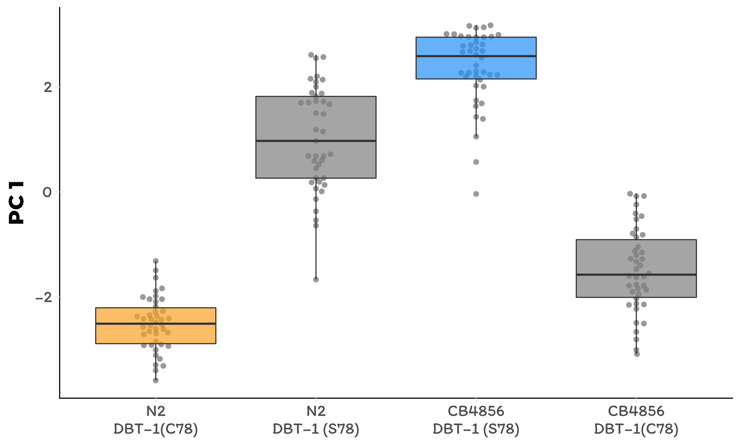 PC 1
2
0
−2
N2
DBT−1(C78)
N2
DBT−1 (S78)
CB4856
DBT−1 (S78)
CB4856
DBT−1(C78)